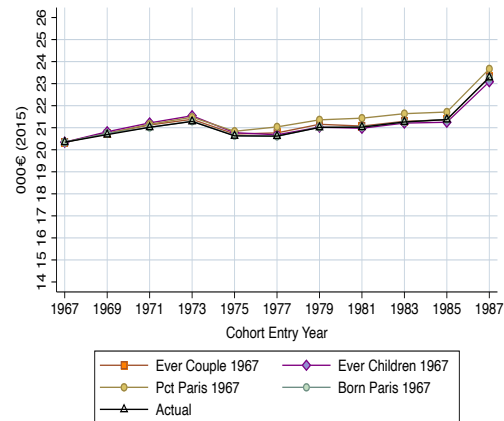 26
25
24
23
22
21
20
19
18
17
16
15
14
000€ (2015)
1967 1969 1971 1973 1975 1977 1979 1981 1983 1985 1987
Cohort Entry Year
Ever Couple 1967 Ever Children 1967
Pct Paris 1967 Born Paris 1967
Actual